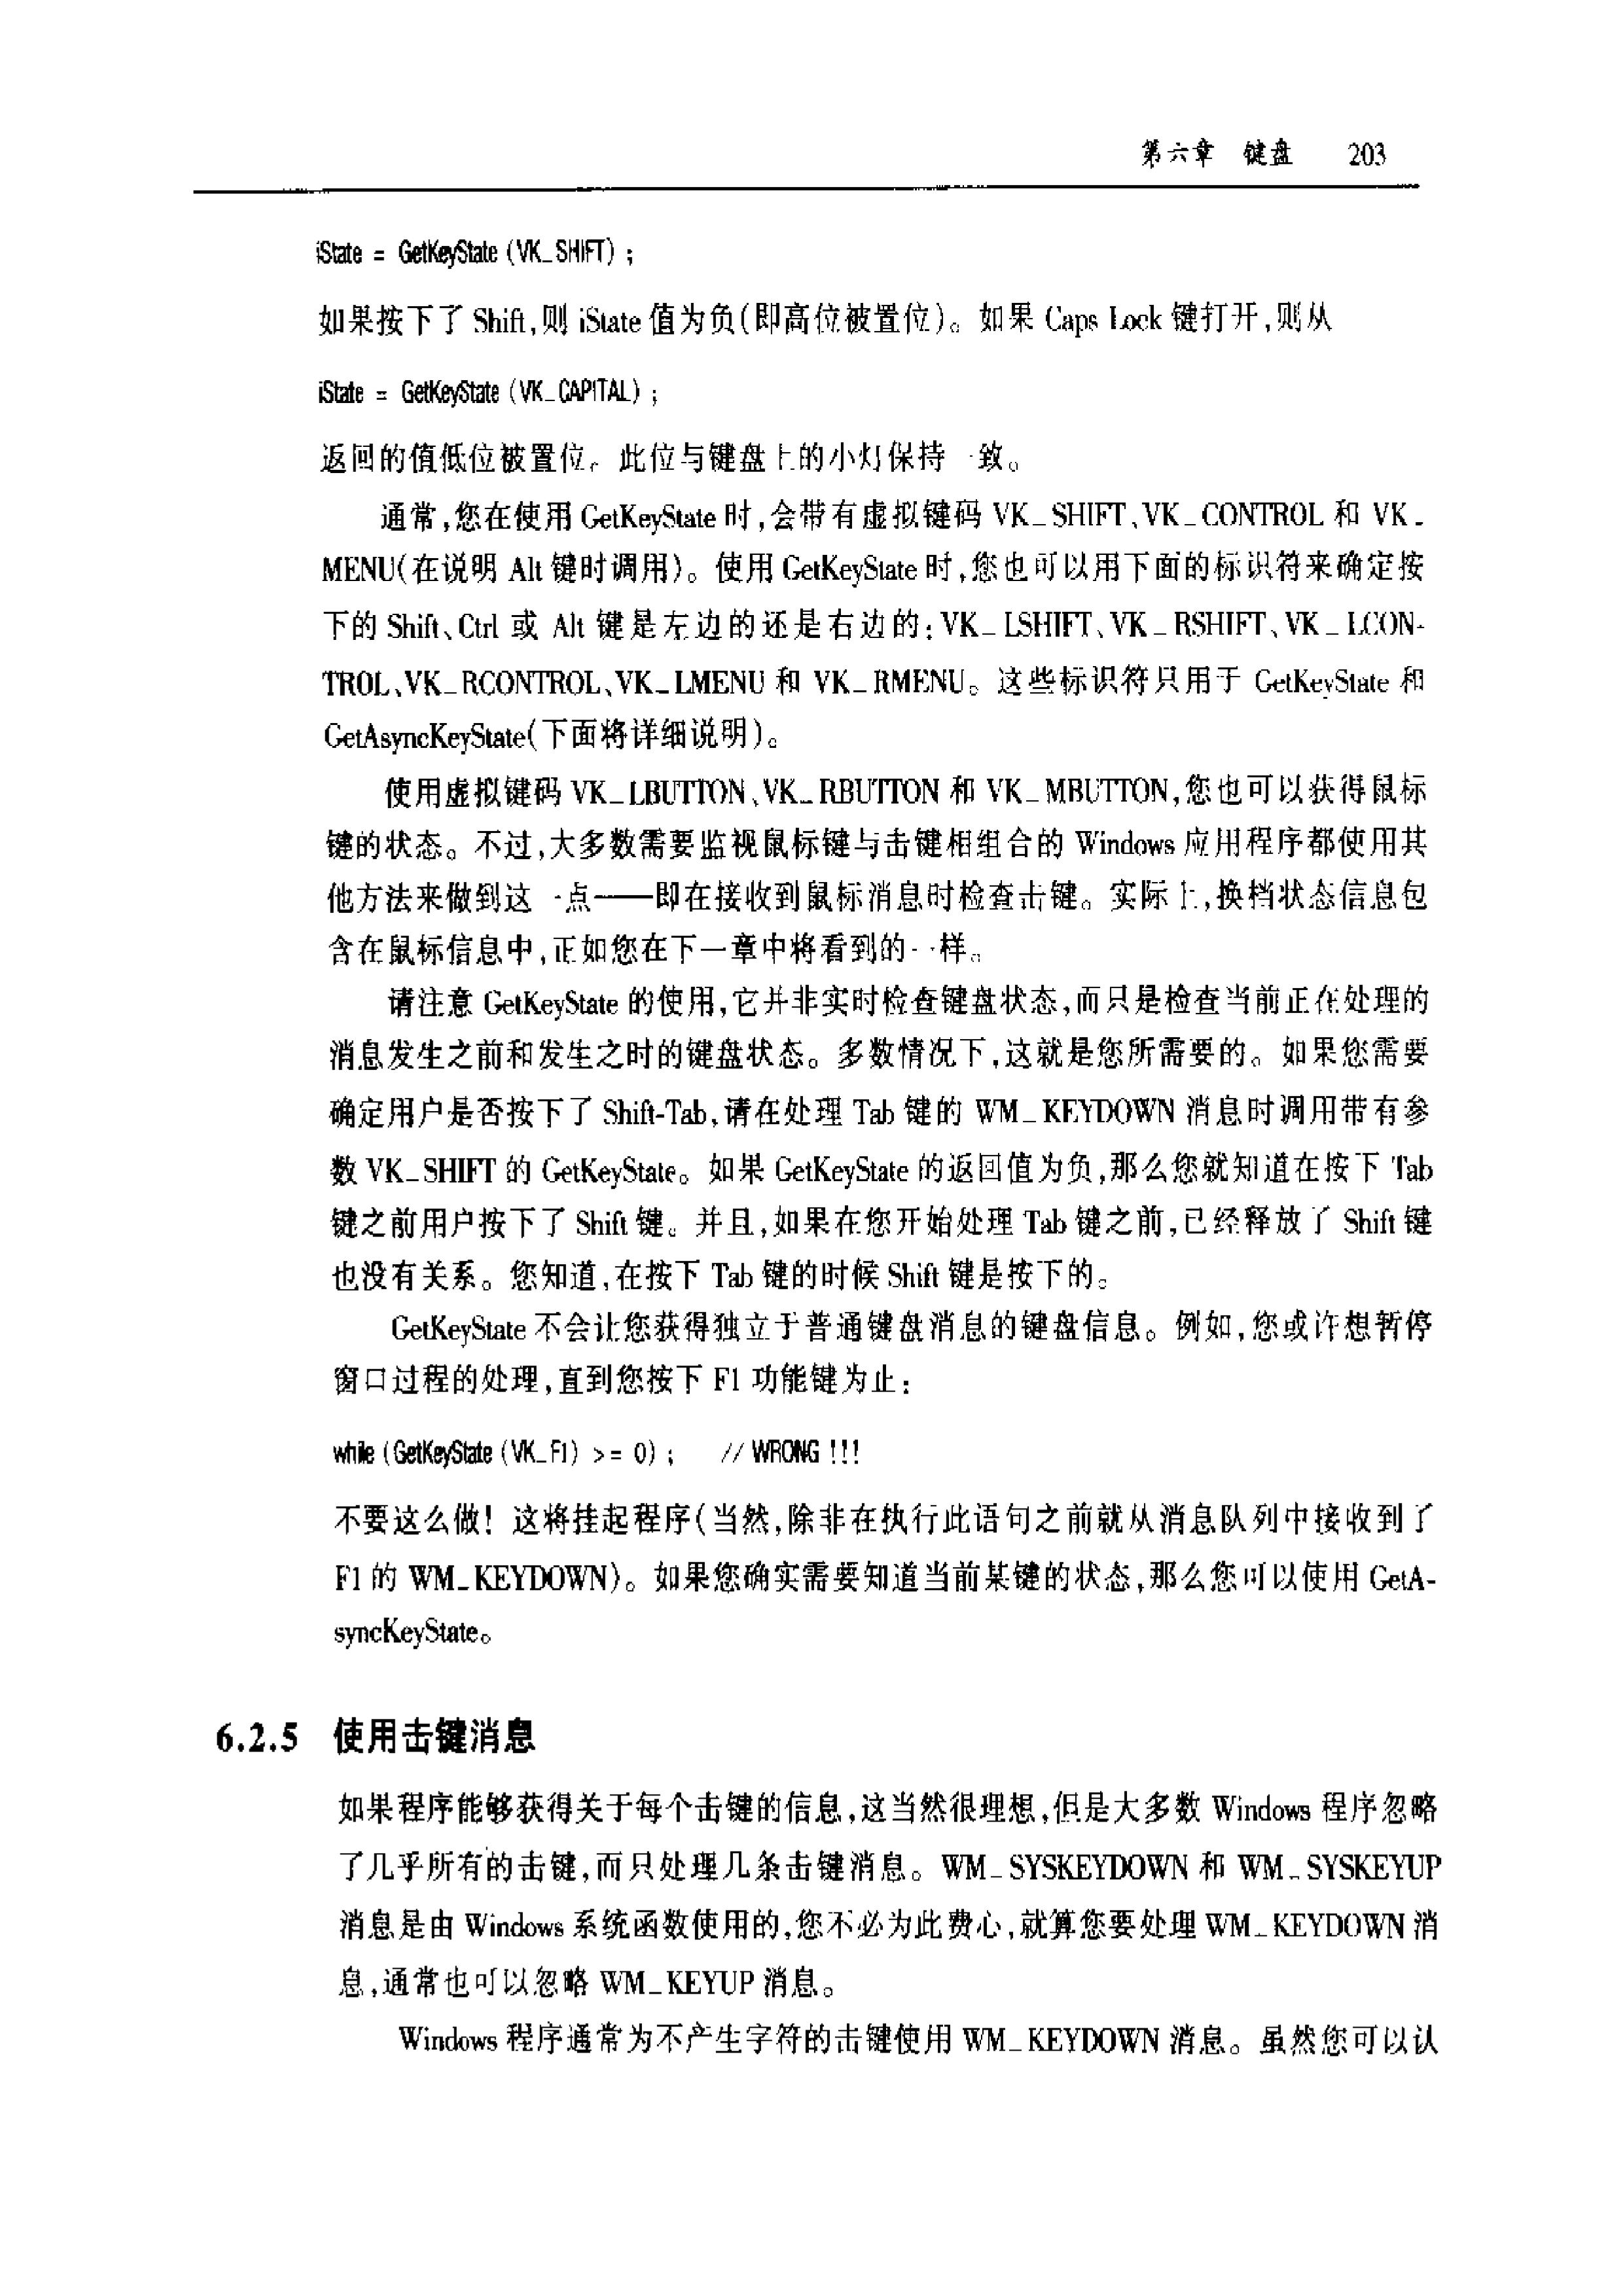 第六章 键盘 203
iState = GetKeyState (VK_SHIFT) ;
如果按下了 Shift,则 iState 值为负(即高位被置位)。如果 Caps Lock 键打开,则从
iState = GetKeyState (VK_CAPITAL) ;
返回的值低位被置位。此位与键盘上的小灯保持一致。
通常,您在使用 GetKeyState 时,会带有虚拟键码 VK_SHIFT、VK_CONTROL 和 VK_
MENU(在说明 Alt 键时调用)。使用 GetKeyState 时,您也可以用下面的标识符来确定按
下的 Shift、Ctrl 或 Alt 键是左边的还是右边的:VK_LSHIFT、VK_RSHIFT、VK_LCON-
TROL、VK_RCONTROL、VK_LMENU 和 VK_RMENU。这些标识符只用于 GetKeyState 和
GetAsyncKeyState(下面将详细说明)。
使用虚拟键码 VK_LBUTTON、VK_RBUTTON 和 VK_MBUTTON,您也可以获得鼠标
键的状态。不过,大多数需要监视鼠标键与击键相组合的 Windows 应用程序都使用其
他方法来做到这一点——即在接收到鼠标消息时检查击键。实际上,换档状态信息包
含在鼠标信息中,正如您在下一章中将看到的一样。
请注意 GetKeyState 的使用,它并非实时检查键盘状态,而只是检查当前正在处理的
消息发生之前和发生之时的键盘状态。多数情况下,这就是您所需要的。如果您需要
确定用户是否按下了 Shift-Tab,请在处理 Tab 键的 WM_KEYDOWN 消息时调用带有参
数 VK_SHIFT 的 GetKeyState。如果 GetKeyState 的返回值为负,那么您就知道在按下 Tab
键之前用户按下了 Shift 键。并且,如果在您开始处理 Tab 键之前,已经释放了 Shift 键
也没有关系。您知道,在按下 Tab 键的时候 Shift 键是按下的。
GetKeyState 不会让您获得独立于普通键盘消息的键盘信息。例如,您或许想暂停
窗口过程的处理,直到您按下 F1 功能键为止:
while (GetKeyState (VK_F1) >= 0) ; // WRONG !!!
不要这么做! 这将挂起程序(当然,除非在执行此语句之前就从消息队列中接收到了
F1 的 WM_KEYDOWN)。如果您确实需要知道当前某键的状态,那么您可以使用 GetA-
syncKeyState。
6.2.5 使用击键消息
如果程序能够获得关于每个击键的信息,这当然很理想,但是大多数 Windows 程序忽略
了几乎所有的击键,而只处理几条击键消息。WM_SYSKEYDOWN 和 WM_SYSKEYUP
消息是由 Windows 系统函数使用的,您不必为此费心,就算您要处理 WM_KEYDOWN 消
息,通常也可以忽略 WM_KEYUP 消息。
Windows 程序通常为不产生字符的击键使用 WM_KEYDOWN 消息。虽然您可以认